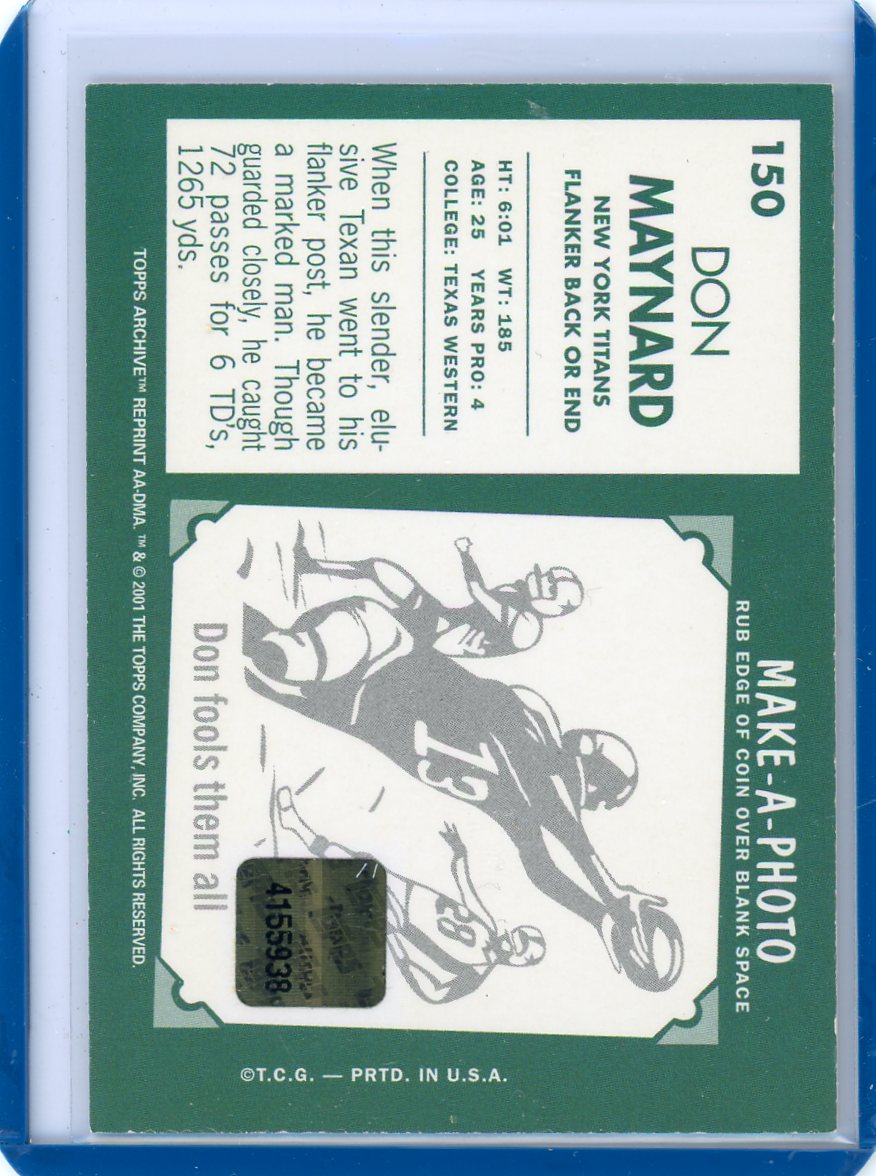 150
DON
MAYNARD
NEW YORK TITANS
FLANKER BACK OR END
HT: 6:01 WT: 185
AGE: 25 YEARS PRO: 4
COLLEGE: TEXAS WESTERN
When this slender, elu-
sive Texan went to his
flanker post, he became
a marked man. Though
guarded closely, he caught
72 passes for 6 TD's,
1265 yds.
MAKE-A-PHOTO
RUB EDGE OF COIN OVER BLANK SPACE
13
28
Don fools them all
4155938
TOPPS ARCHIVE™ REPRINT AA-DMA. ™ & © 2001 THE TOPPS COMPANY, INC. ALL RIGHTS RESERVED.
©T.C.G. — PRTD. IN U.S.A.